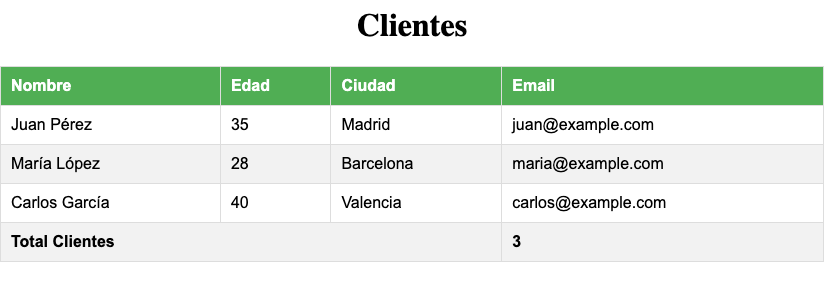 Clientes
Nombre Edad Ciudad Email
Juan Pérez 35 Madrid juan@example.com
María López 28 Barcelona maria@example.com
Carlos García 40 Valencia carlos@example.com
Total Clientes 3